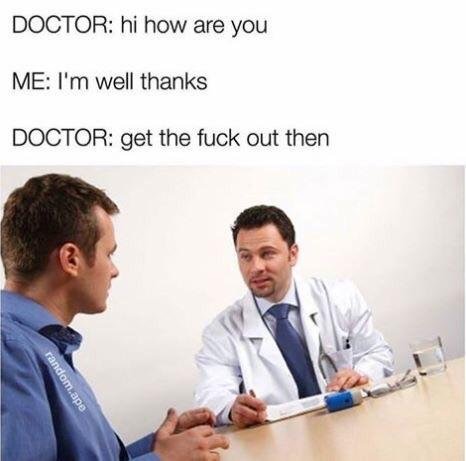 DOCTOR: hi how are you
ME: I'm well thanks
DOCTOR: get the fuck out then
random.ape